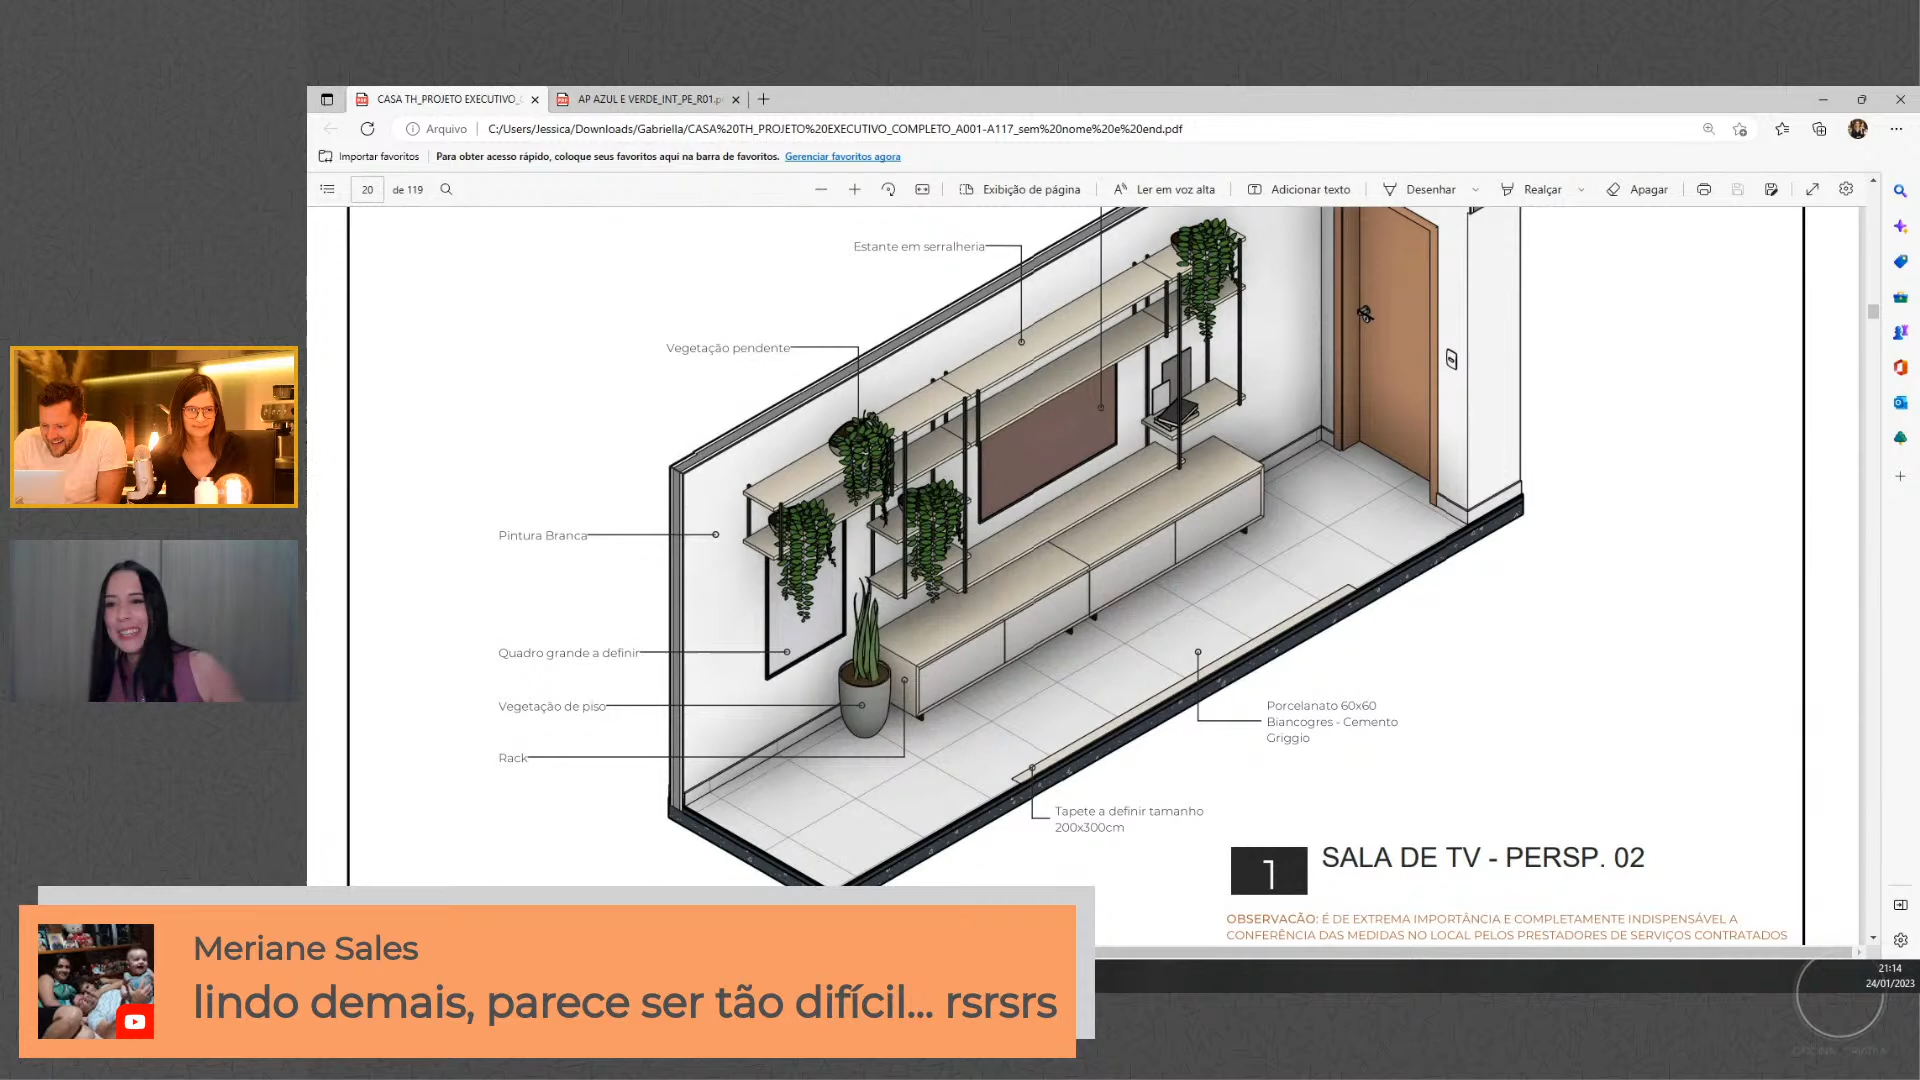 CASA TH_PROJETO EXECUTIVO_
AP AZUL E VERDE_INT_PE_R01.p
Arquivo
C:/Users/Jessica/Downloads/Gabriella/CASA%20TH_PROJETO%20EXECUTIVO_COMPLETO_A001-A117_sem%20nome%20e%20end.pdf
Importar favoritos
Para obter acesso rápido, coloque seus favoritos aqui na barra de favoritos. Gerenciar favoritos agora
20 de 119
Exibição de página
Ler em voz alta
Adicionar texto
Desenhar
Realçar
Apagar
Estante em serralheria
Vegetação pendente
Pintura Branca
Quadro grande a definir
Vegetação de piso
Rack
Porcelanato 60x60
Biancogres - Cemento
Griggio
Tapete a definir tamanho
200x300cm
1
SALA DE TV - PERSP. 02
OBSERVACÃO: É DE EXTREMA IMPORTÂNCIA E COMPLETAMENTE INDISPENSÁVEL A
CONFERÊNCIA DAS MEDIDAS NO LOCAL PELOS PRESTADORES DE SERVIÇOS CONTRATADOS
21:14
24/01/2023
Meriane Sales
lindo demais, parece ser tão difícil... rsrsrs